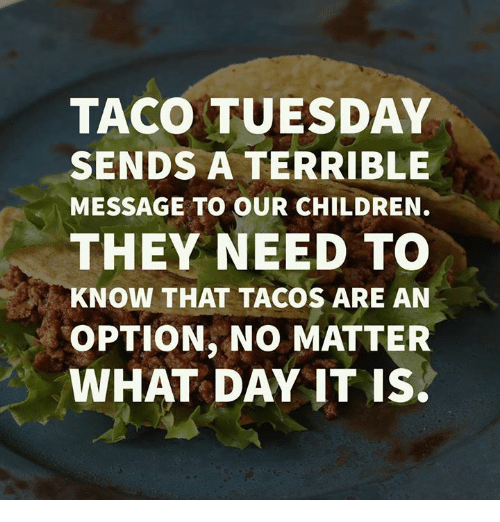 TACO TUESDAY
SENDS A TERRIBLE
MESSAGE TO OUR CHILDREN.
THEY NEED TO
KNOW THAT TACOS ARE AN
OPTION, NO MATTER
WHAT DAY IT IS.